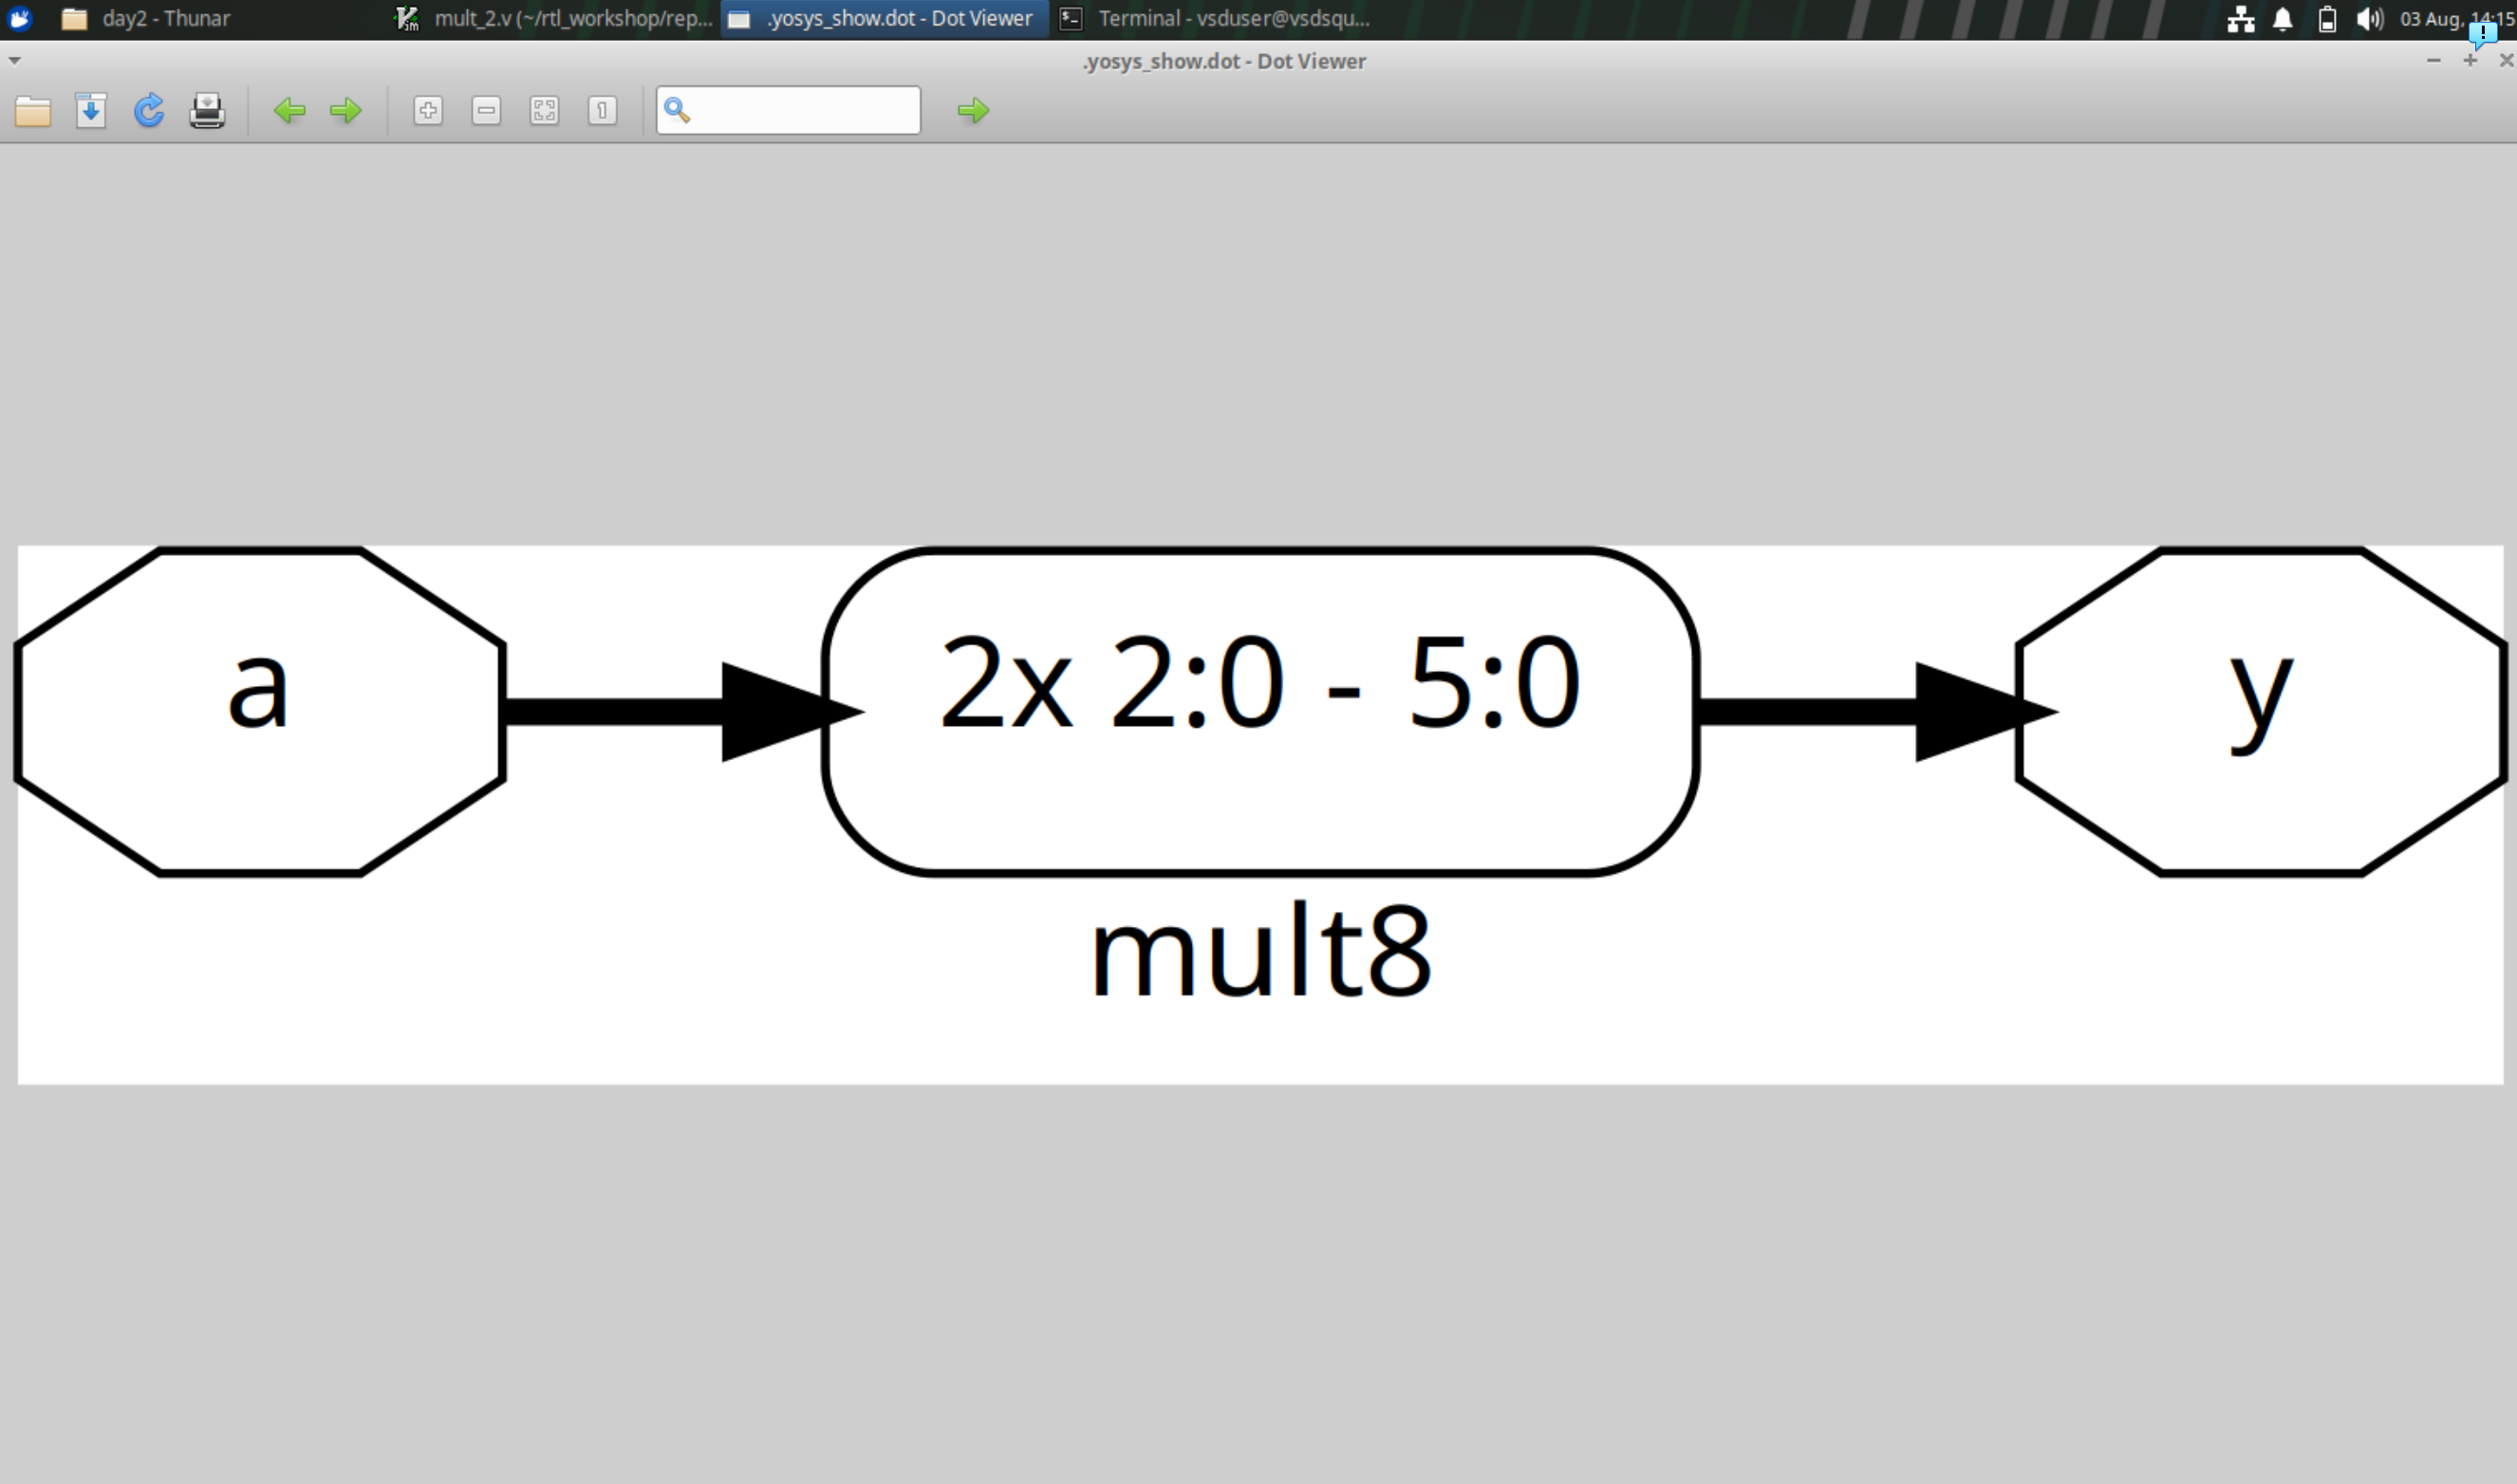 day2 - Thunar
mult_2.v (~/rtl_workshop/rep...
.yosys_show.dot - Dot Viewer
Terminal - vsduser@vsdsqu...
03 Aug, 14:15
.yosys_show.dot - Dot Viewer
a
2x 2:0 - 5:0
y
mult8